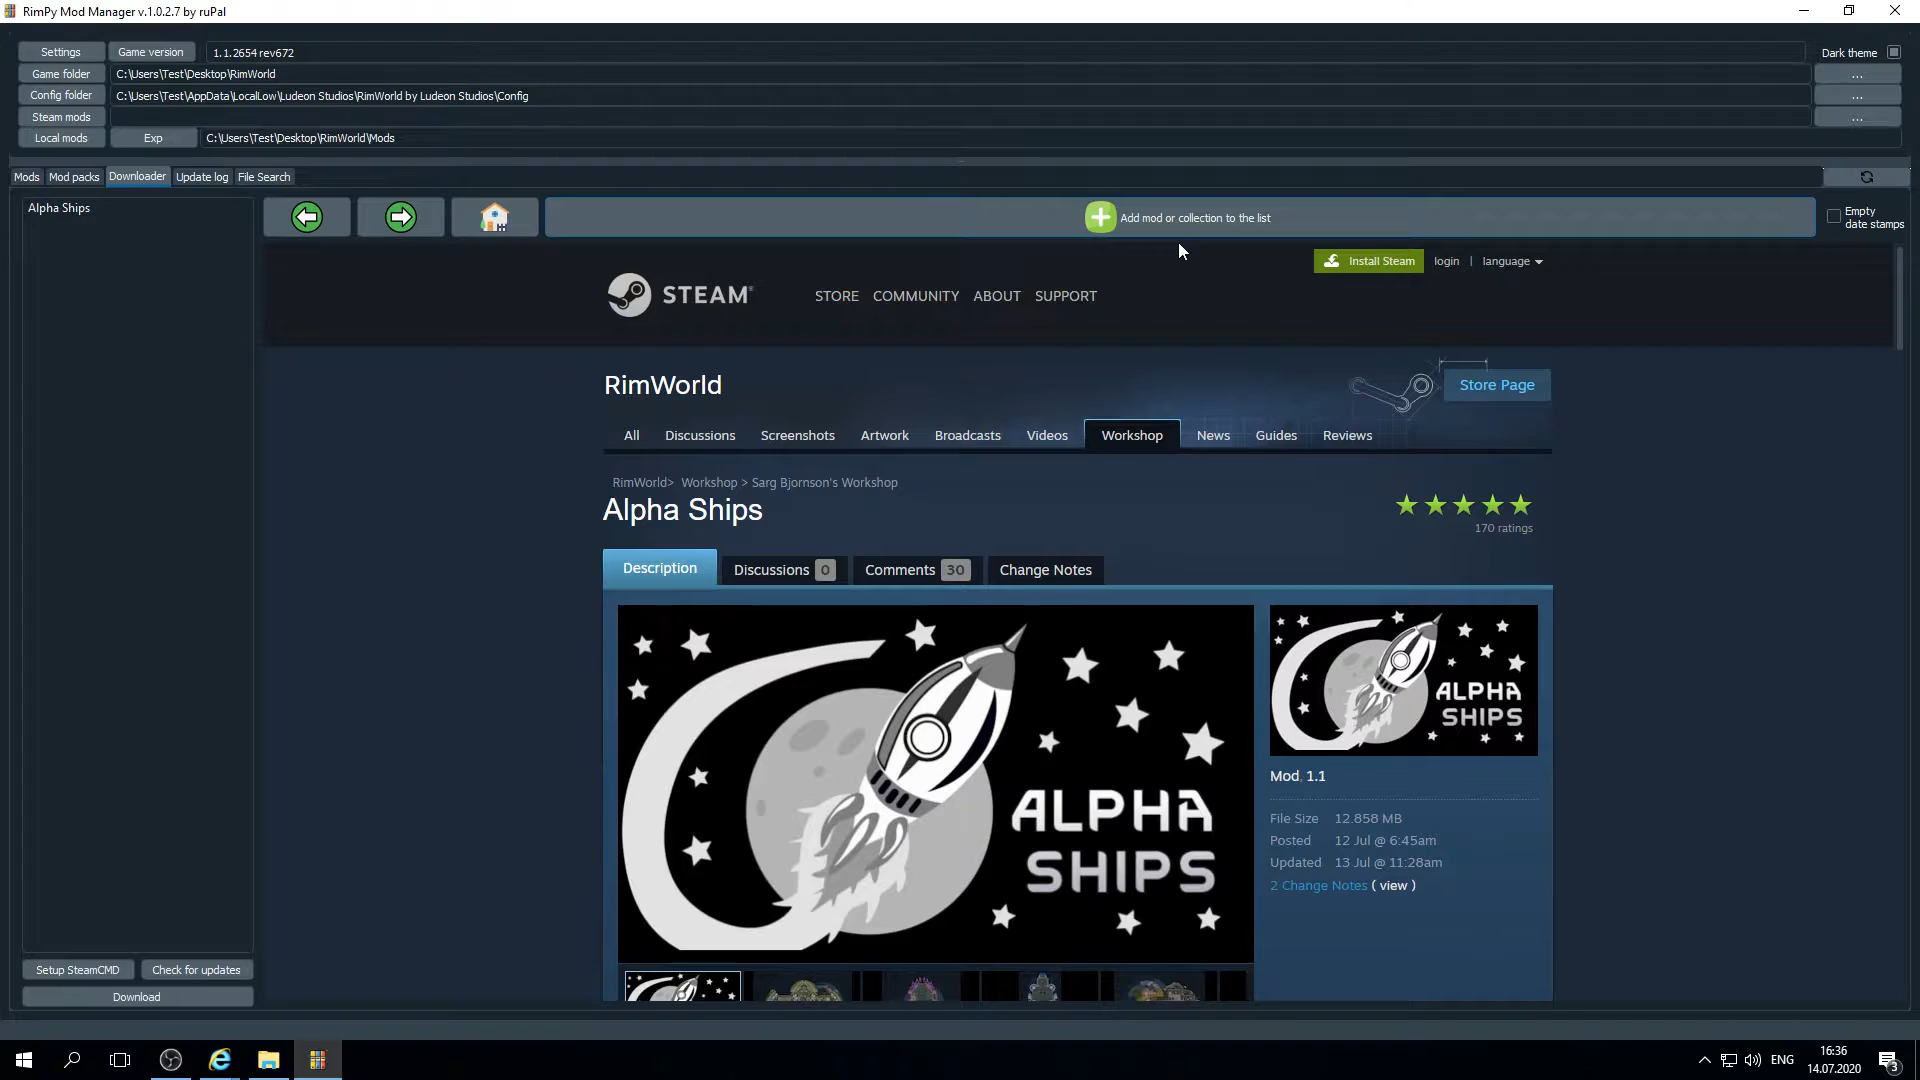 RimPy Mod Manager v.1.0.2.7 by ruPal
Settings Game version 1.1.2654 rev672 Dark theme
Game folder C:\Users\Test\Desktop\RimWorld ...
Config folder C:\Users\Test\AppData\LocalLow\Ludeon Studios\RimWorld by Ludeon Studios\Config ...
Steam mods ...
Local mods Exp C:\Users\Test\Desktop\RimWorld\Mods
Mods Mod packs Downloader Update log File Search
Alpha Ships
Add mod or collection to the list
Empty
date stamps
Install Steam login | language
STEAM®
STORE COMMUNITY ABOUT SUPPORT
RimWorld
Store Page
All Discussions Screenshots Artwork Broadcasts Videos Workshop News Guides Reviews
RimWorld> Workshop > Sarg Bjornson's Workshop
Alpha Ships
170 ratings
Description Discussions 0 Comments 30 Change Notes
ALPHA
SHIPS
ALPHA
SHIPS
Mod, 1.1
File Size 12.858 MB
Posted 12 Jul @ 6:45am
Updated 13 Jul @ 11:28am
2 Change Notes ( view )
Setup SteamCMD Check for updates
Download
ENG
16:36
14.07.2020
3